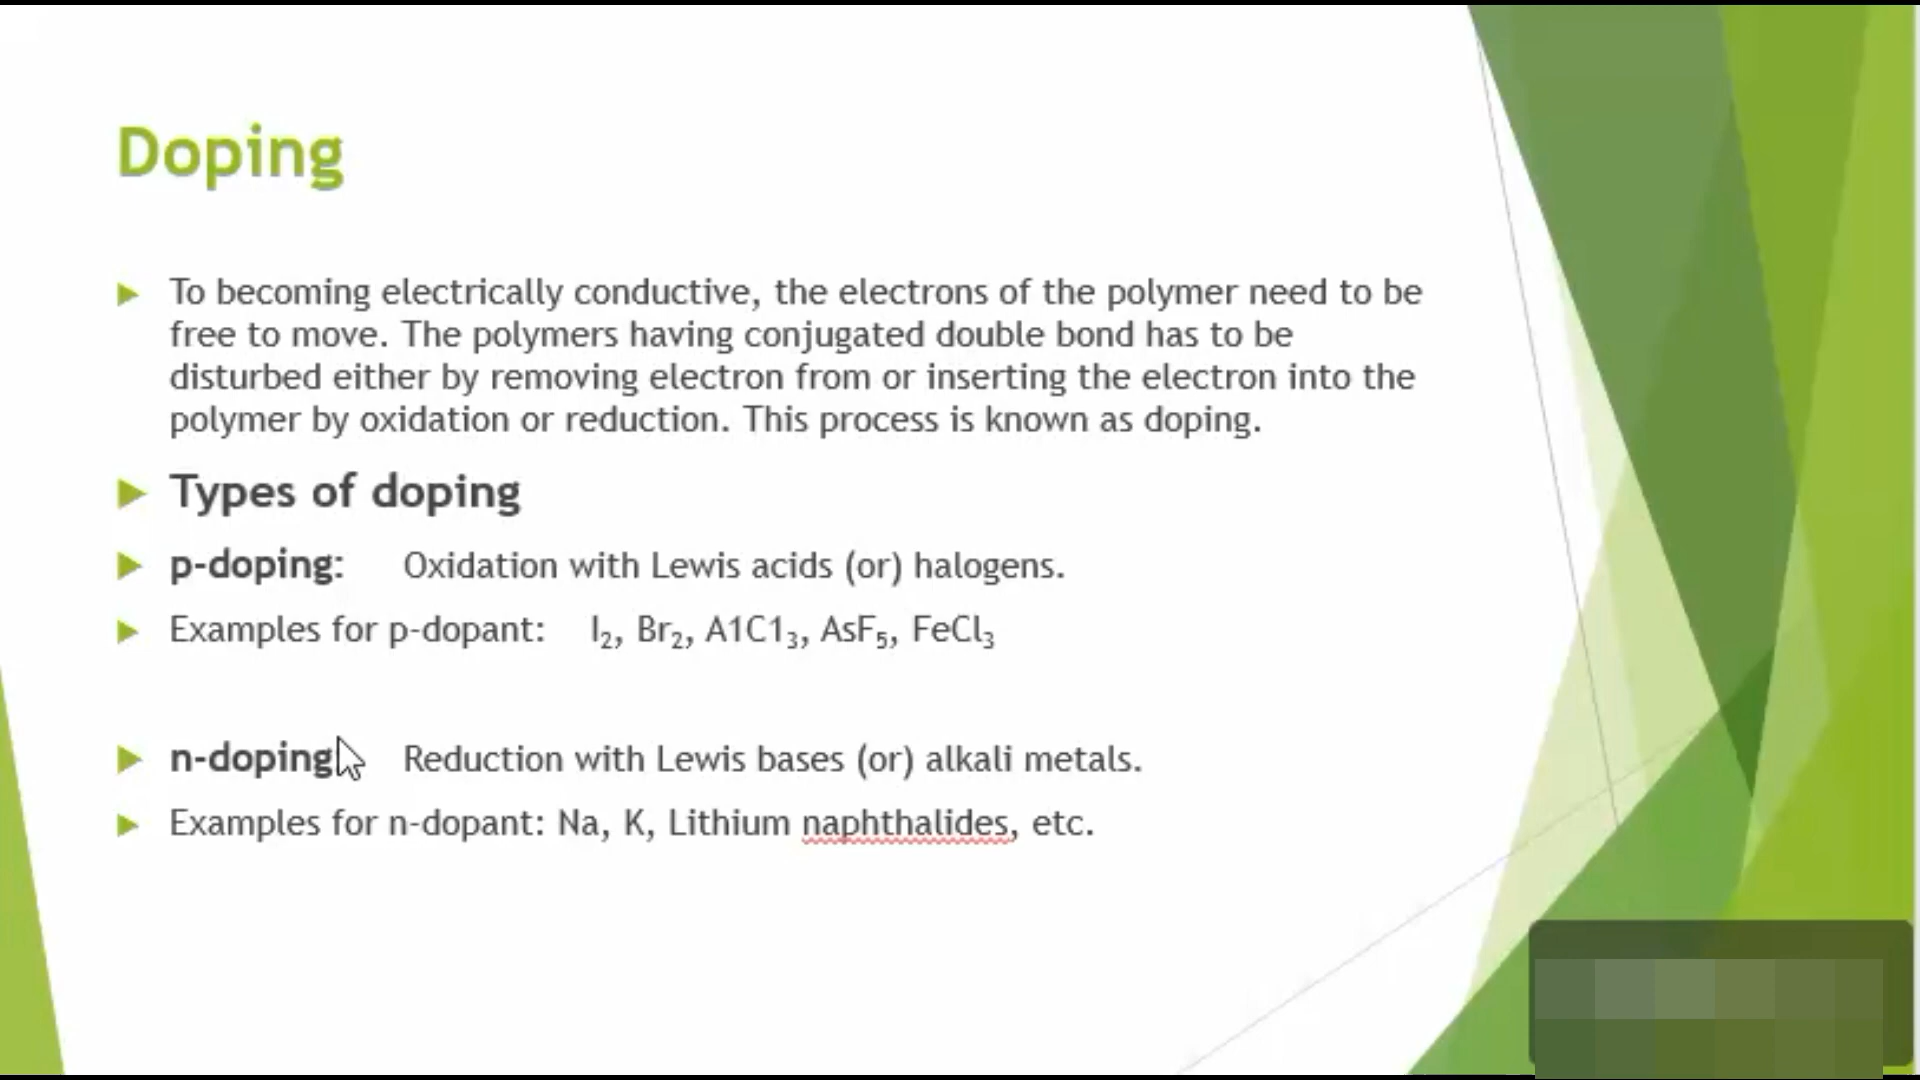 Doping
To becoming electrically conductive, the electrons of the polymer need to be
free to move. The polymers having conjugated double bond has to be
disturbed either by removing electron from or inserting the electron into the
polymer by oxidation or reduction. This process is known as doping.
Types of doping
p-doping: Oxidation with Lewis acids (or) halogens.
Examples for p-dopant: I₂, Br₂, A1C1₃, AsF₅, FeCl₃
n-doping: Reduction with Lewis bases (or) alkali metals.
Examples for n-dopant: Na, K, Lithium naphthalides, etc.